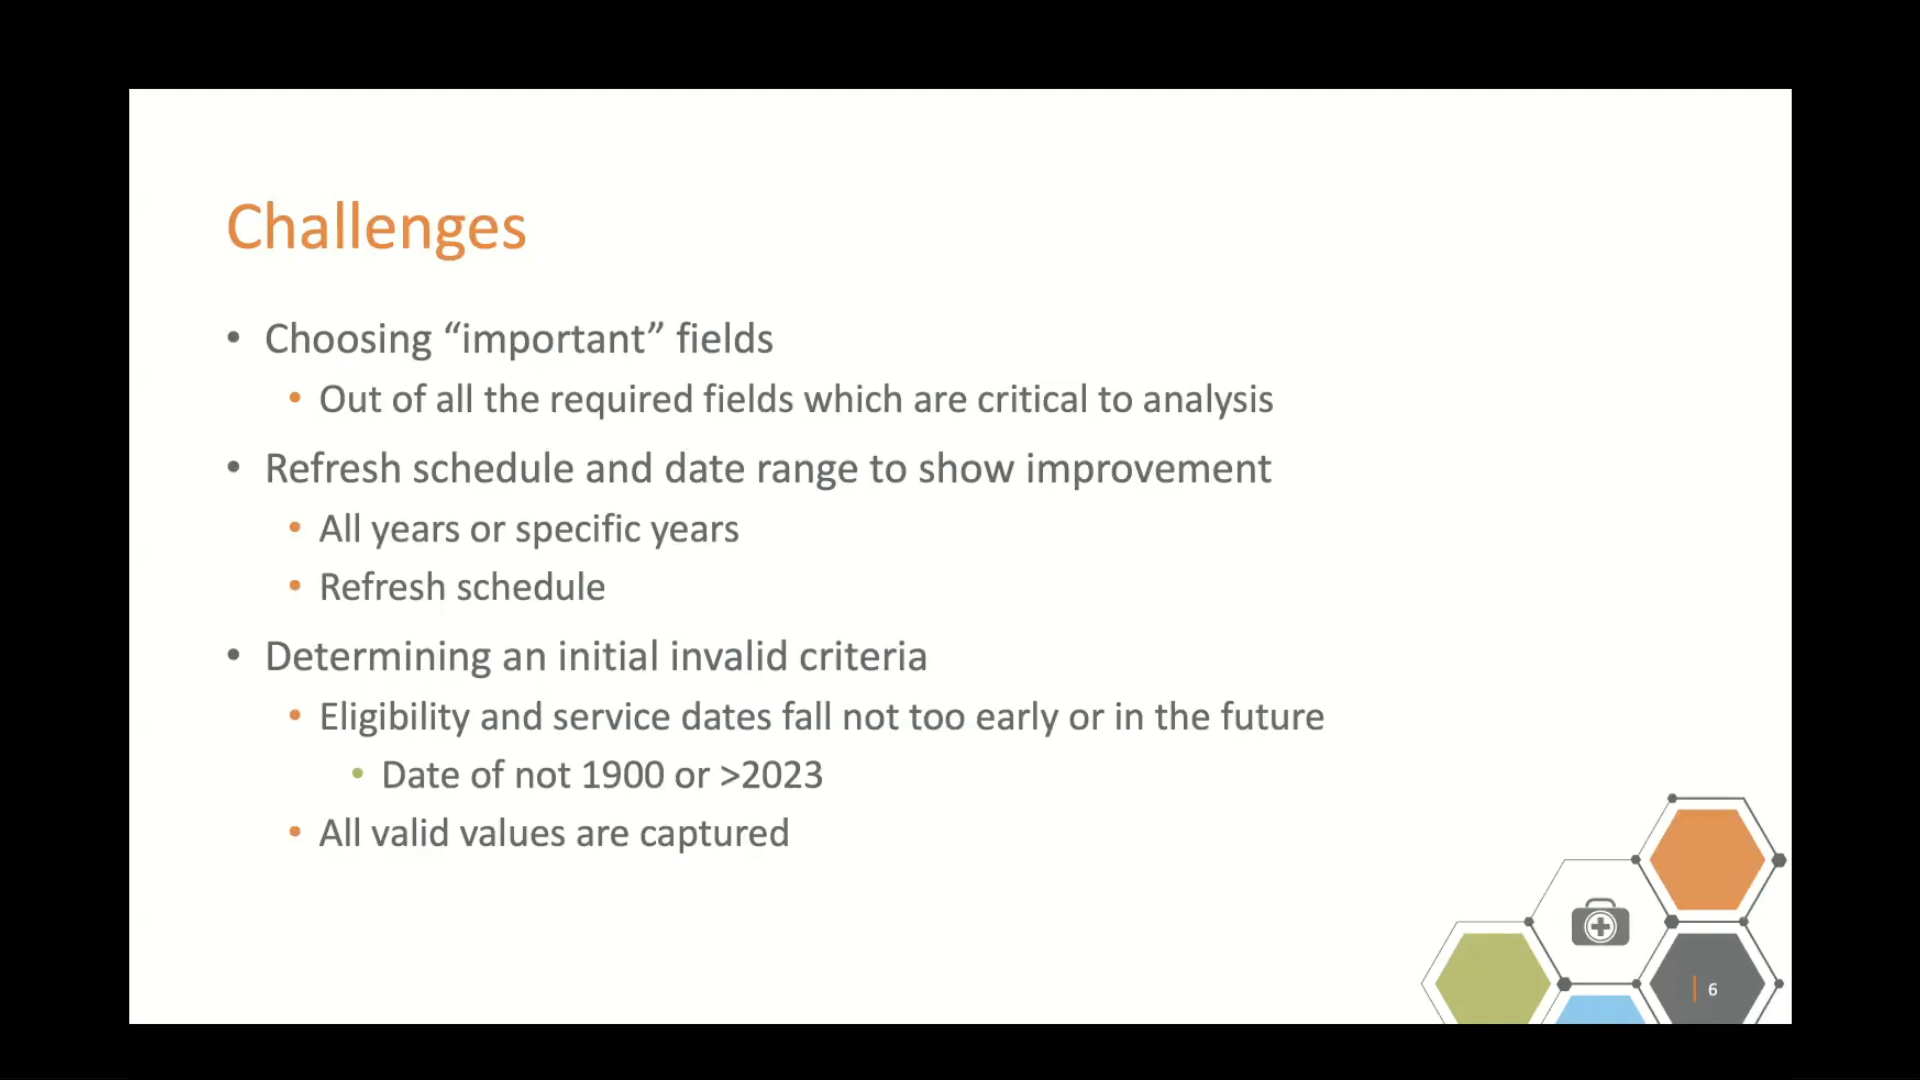 Challenges
• Choosing “important” fields
• Out of all the required fields which are critical to analysis
• Refresh schedule and date range to show improvement
• All years or specific years
• Refresh schedule
• Determining an initial invalid criteria
• Eligibility and service dates fall not too early or in the future
• Date of not 1900 or >2023
• All valid values are captured
6